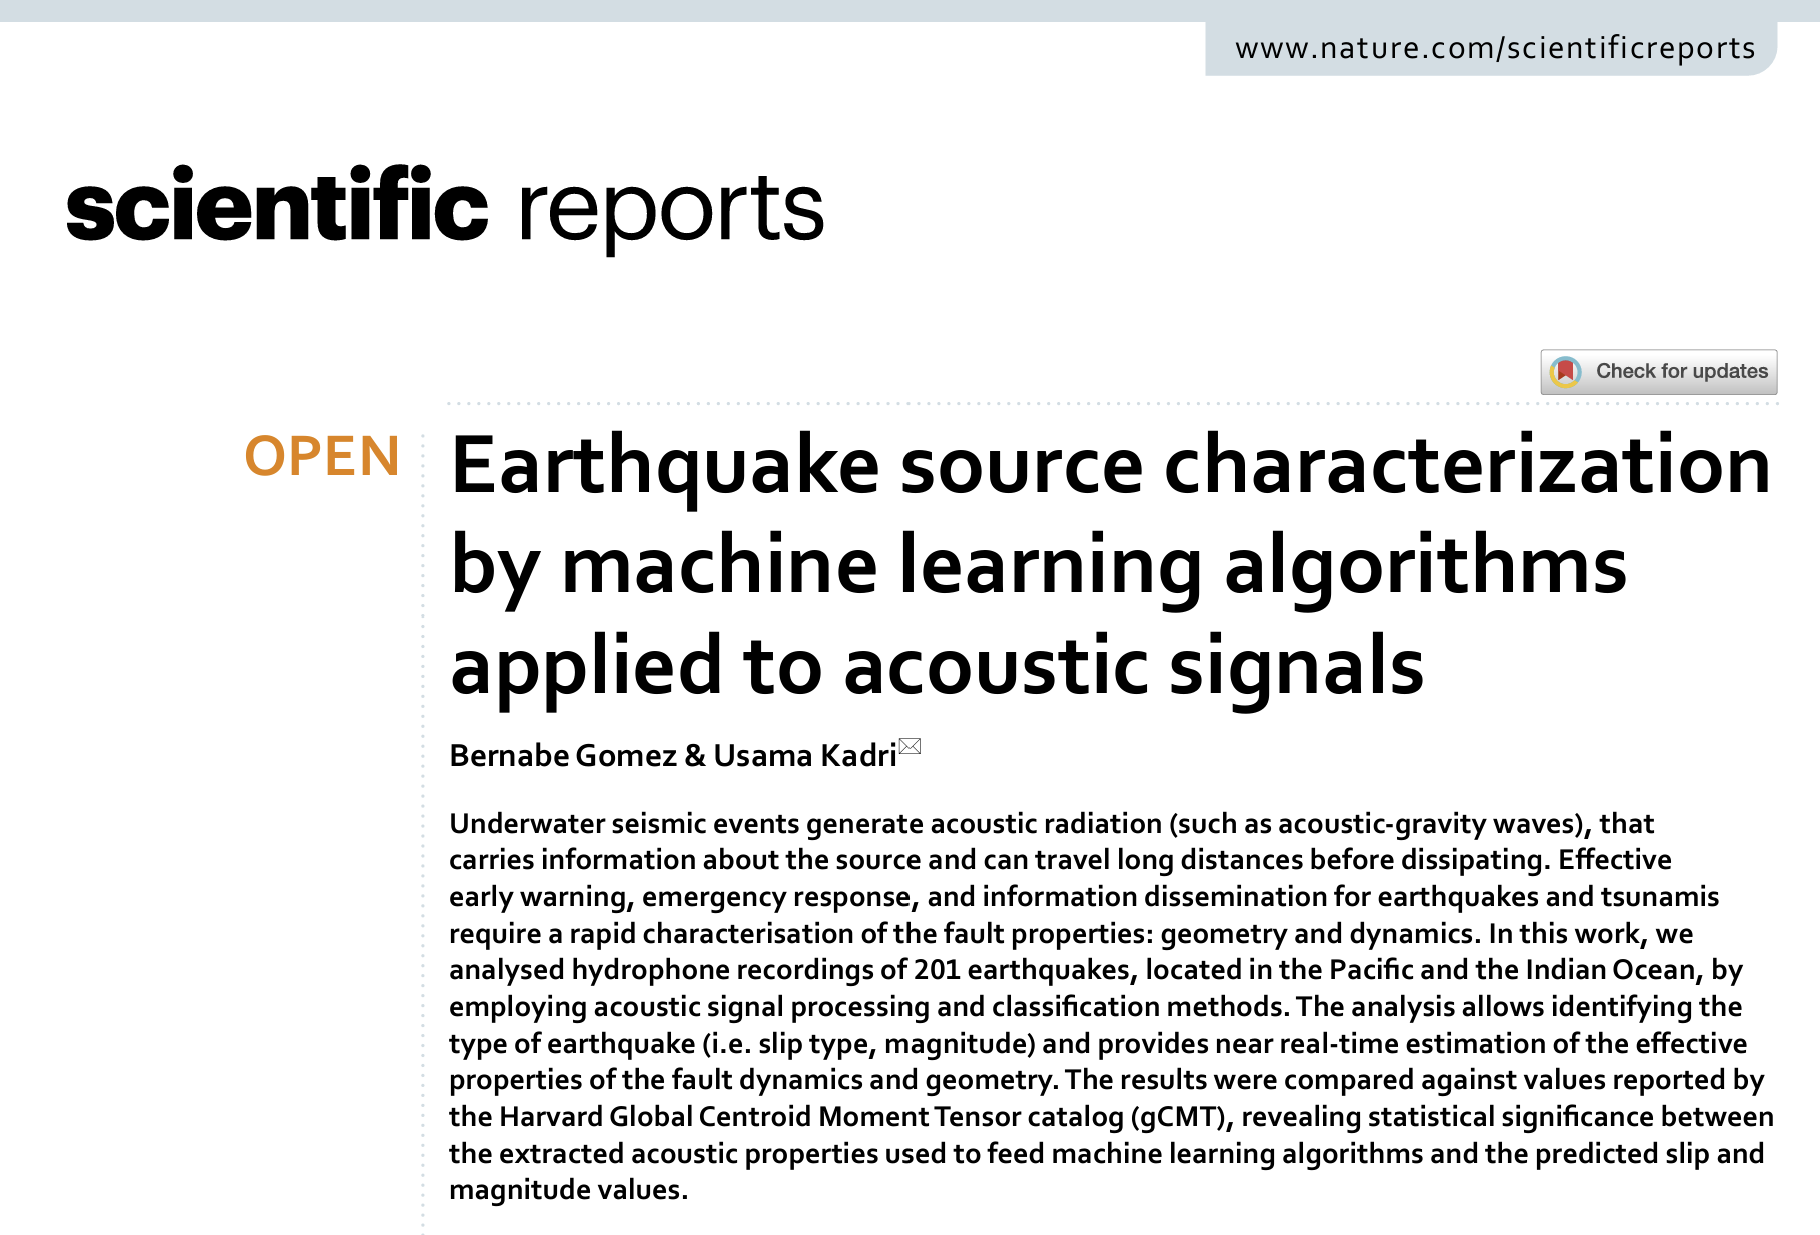 www.nature.com/scientificreports
scientific reports
Check for updates
OPEN
Earthquake source characterization
by machine learning algorithms
applied to acoustic signals
Bernabe Gomez & Usama Kadri
Underwater seismic events generate acoustic radiation (such as acoustic-gravity waves), that
carries information about the source and can travel long distances before dissipating. Effective
early warning, emergency response, and information dissemination for earthquakes and tsunamis
require a rapid characterisation of the fault properties: geometry and dynamics. In this work, we
analysed hydrophone recordings of 201 earthquakes, located in the Pacific and the Indian Ocean, by
employing acoustic signal processing and classification methods. The analysis allows identifying the
type of earthquake (i.e. slip type, magnitude) and provides near real-time estimation of the effective
properties of the fault dynamics and geometry. The results were compared against values reported by
the Harvard Global Centroid Moment Tensor catalog (gCMT), revealing statistical significance between
the extracted acoustic properties used to feed machine learning algorithms and the predicted slip and
magnitude values.